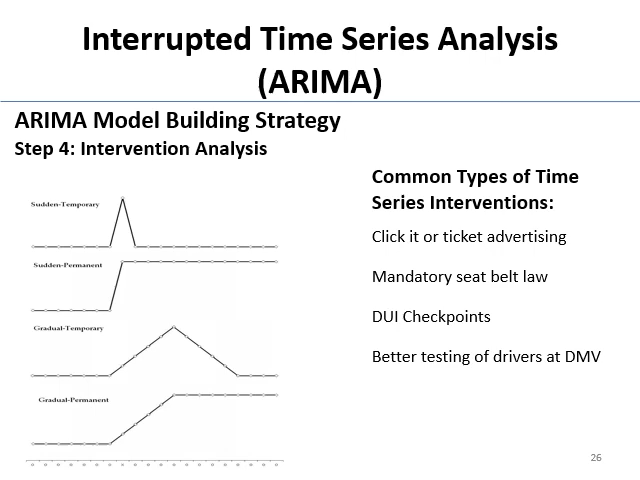 Interrupted Time Series Analysis
(ARIMA)
ARIMA Model Building Strategy
Step 4: Intervention Analysis
Sudden-Temporary
Sudden-Permanent
Gradual-Temporary
Gradual-Permanent
Common Types of Time
Series Interventions:
Click it or ticket advertising
Mandatory seat belt law
DUI Checkpoints
Better testing of drivers at DMV
26